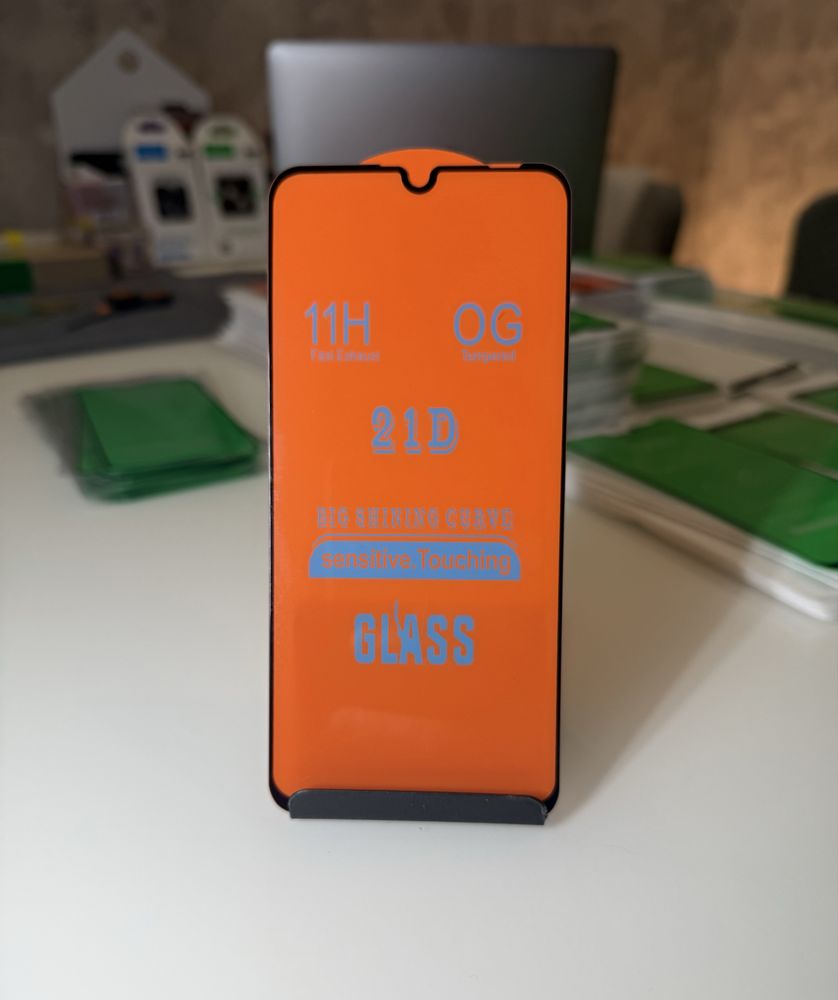 11H OG
Fast Exhaust Tempered
21D
BIG SHINING CURVE
sensitive.Touching
GLASS